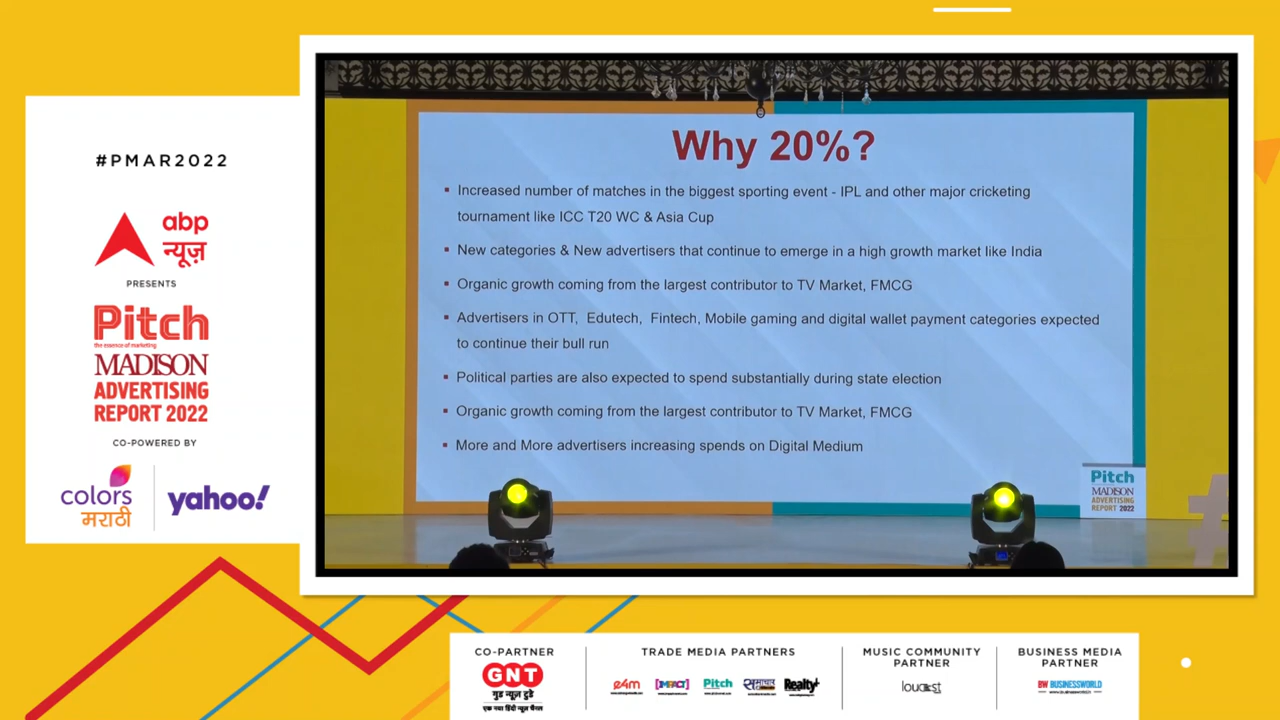 #PMAR2022
abp
न्यूज़
PRESENTS
Pitch
the essence of marketing
MADISON
ADVERTISING
REPORT 2022
CO-POWERED BY
colors
मराठी
yahoo!
Why 20%?
▪ Increased number of matches in the biggest sporting event - IPL and other major cricketing
tournament like ICC T20 WC & Asia Cup
▪ New categories & New advertisers that continue to emerge in a high growth market like India
▪ Organic growth coming from the largest contributor to TV Market, FMCG
▪ Advertisers in OTT, Edutech, Fintech, Mobile gaming and digital wallet payment categories expected
to continue their bull run
▪ Political parties are also expected to spend substantially during state election
▪ Organic growth coming from the largest contributor to TV Market, FMCG
▪ More and More advertisers increasing spends on Digital Medium
Pitch
MADISON
ADVERTISING
REPORT 2022
#
CO-PARTNER
GNT
गुड न्यूज़ टुडे
एक नया हिंदी न्यूज़ चैनल
TRADE MEDIA PARTNERS
e4m
[IMPACT]
Pitch
समाचार
Realty+
MUSIC COMMUNITY
PARTNER
loudest
BUSINESS MEDIA
PARTNER
BW BUSINESSWORLD